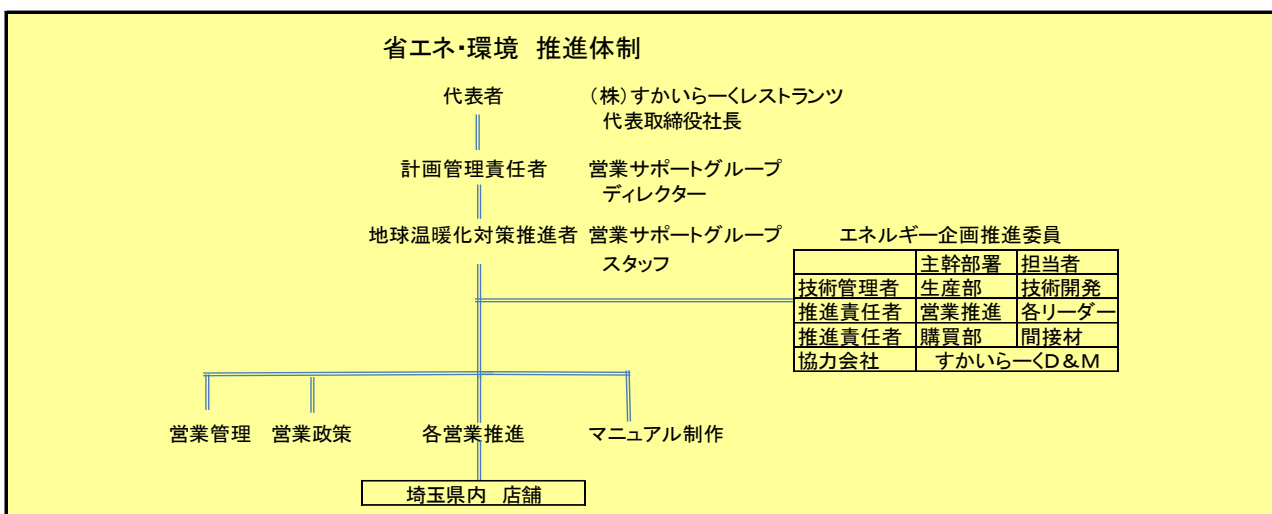 省エネ・環境 推進体制
代表者 (株)すかいらーくレストランツ
代表取締役社長
計画管理責任者 営業サポートグループ
ディレクター
地球温暖化対策推進者 営業サポートグループ
スタッフ
エネルギー企画推進委員
主幹部署 担当者
技術管理者 生産部 技術開発
推進責任者 営業推進 各リーダー
推進責任者 購買部 間接材
協力会社 すかいらーくD&M
営業管理 営業政策 各営業推進 マニュアル制作
埼玉県内 店舗